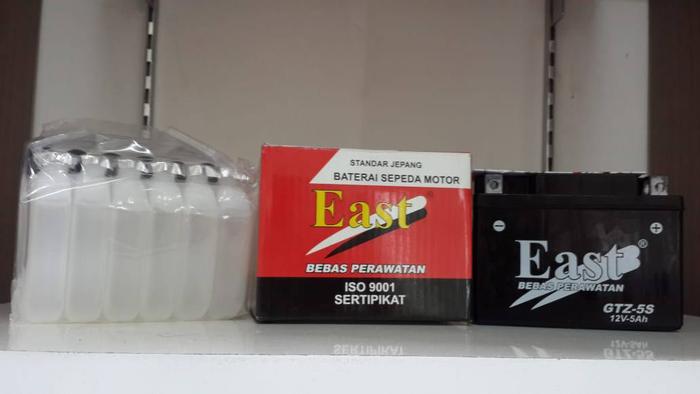 STANDAR JEPANG
BATERAI SEPEDA MOTOR
East®
BEBAS PERAWATAN
ISO 9001
SERTIPIKAT
East®
BEBAS PERAWATAN
GTZ-5S
12V-5Ah